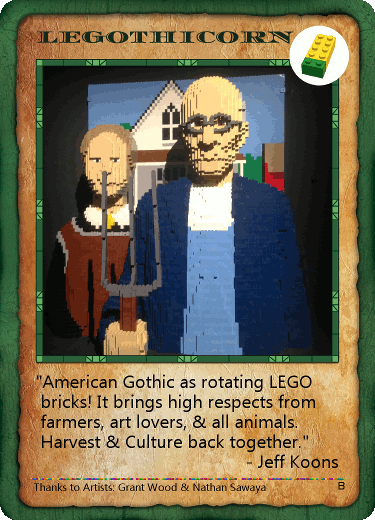 LEGOTHICORN
"American Gothic as rotating LEGO
bricks! It brings high respects from
farmers, art lovers, & all animals.
Harvest & Culture back together."
- Jeff Koons
Thanks to Artists: Grant Wood & Nathan Sawaya
B